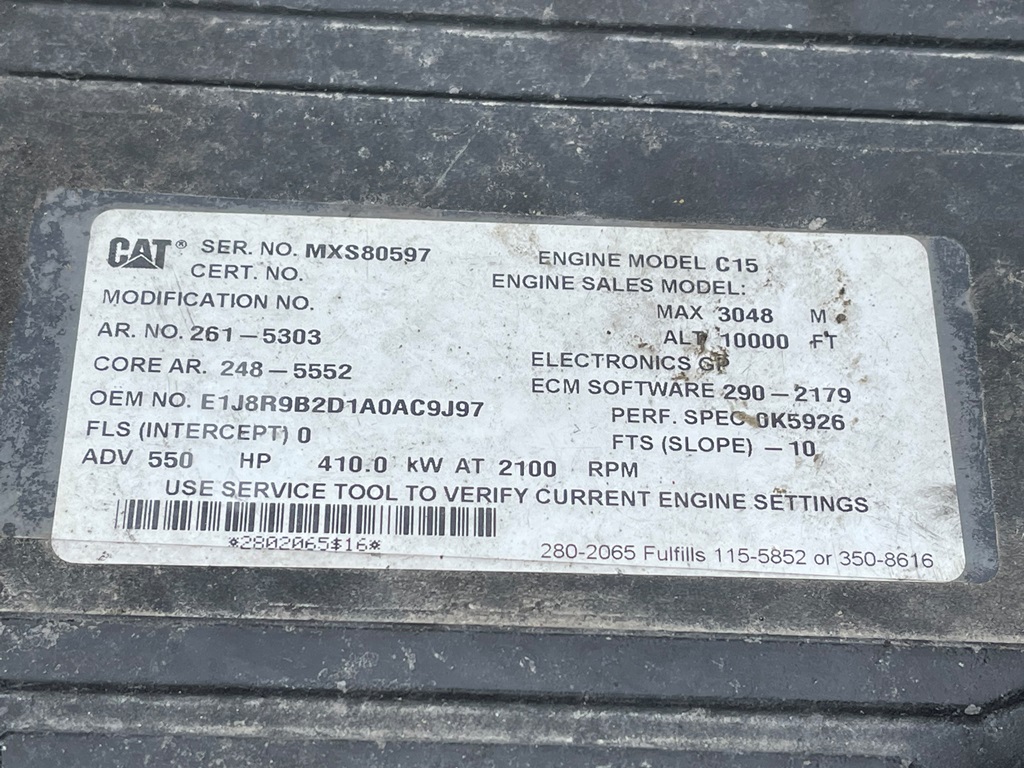 CAT® SER. NO. MXS80597 ENGINE MODEL C15
CERT. NO. ENGINE SALES MODEL:
MODIFICATION NO. MAX 3048 M
AR. NO. 261-5303 ALT 10000 FT
CORE AR. 248-5552 ELECTRONICS GP
OEM NO. E1J8R9B2D1A0AC9J97 ECM SOFTWARE 290-2179
FLS (INTERCEPT) 0 PERF. SPEC 0K5926
ADV 550 HP 410.0 kW AT 2100 RPM FTS (SLOPE) -10
USE SERVICE TOOL TO VERIFY CURRENT ENGINE SETTINGS
*2802065$16*
280-2065 Fulfills 115-5852 or 350-8616